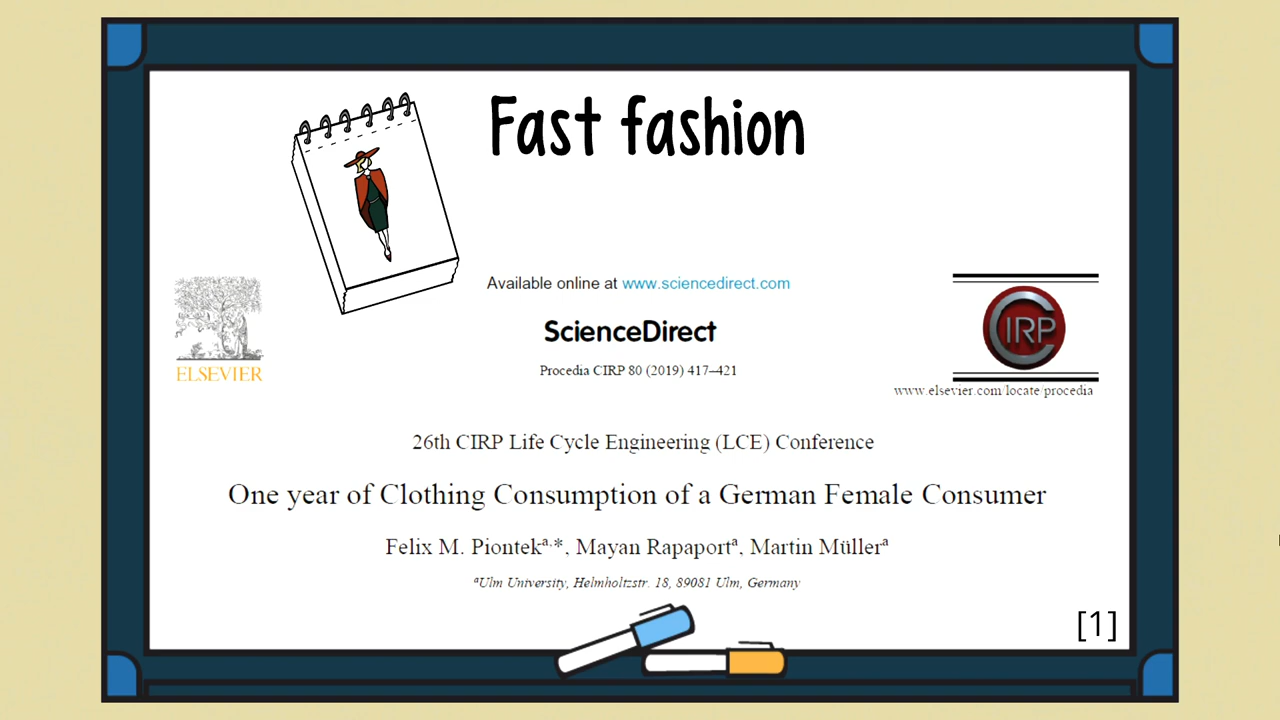 Fast fashion
Available online at www.sciencedirect.com
ScienceDirect
Procedia CIRP 80 (2019) 417–421
ELSEVIER
CIRP
www.elsevier.com/locate/procedia
26th CIRP Life Cycle Engineering (LCE) Conference
One year of Clothing Consumption of a German Female Consumer
Felix M. Piontekᵃ,*, Mayan Rapaportᵃ, Martin Müllerᵃ
ᵃUlm University, Helmholtzstr. 18, 89081 Ulm, Germany
[1]